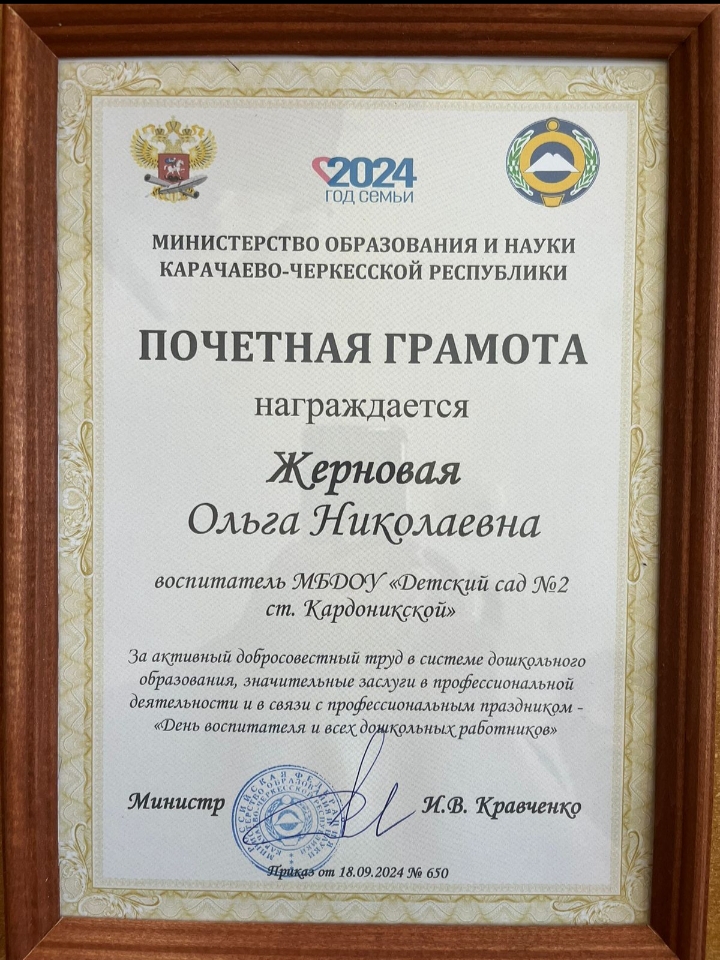 2024
ГОД СЕМЬИ
МИНИСТЕРСТВО ОБРАЗОВАНИЯ И НАУКИ
КАРАЧАЕВО-ЧЕРКЕССКОЙ РЕСПУБЛИКИ
ПОЧЕТНАЯ ГРАМОТА
награждается
Жерновая
Ольга Николаевна
воспитатель МБДОУ «Детский сад №2
ст. Кардоникской»
За активный добросовестный труд в системе дошкольного
образования, значительные заслуги в профессиональной
деятельности и в связи с профессиональным праздником -
«День воспитателя и всех дошкольных работников»
Министр И.В. Кравченко
Приказ от 18.09.2024 № 650